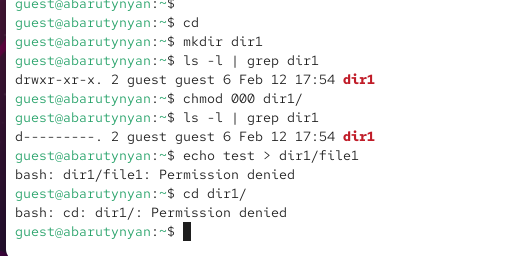 guest@abarutynyan:~$
guest@abarutynyan:~$ cd
guest@abarutynyan:~$ mkdir dir1
guest@abarutynyan:~$ ls -l | grep dir1
drwxr-xr-x. 2 guest guest 6 Feb 12 17:54 dir1
guest@abarutynyan:~$ chmod 000 dir1/
guest@abarutynyan:~$ ls -l | grep dir1
d---------. 2 guest guest 6 Feb 12 17:54 dir1
guest@abarutynyan:~$ echo test > dir1/file1
bash: dir1/file1: Permission denied
guest@abarutynyan:~$ cd dir1/
bash: cd: dir1/: Permission denied
guest@abarutynyan:~$